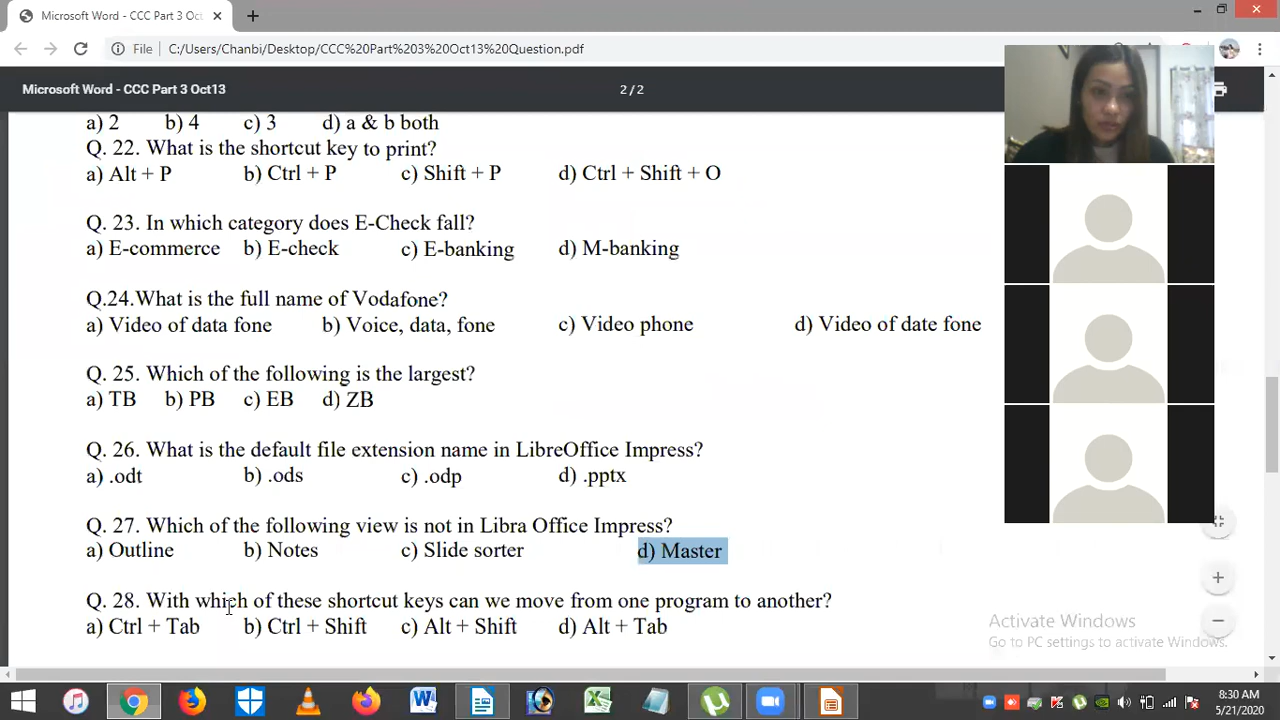 Microsoft Word - CCC Part 3 Oct
File C:/Users/Chanbi/Desktop/CCC%20Part%203%20Oct13%20Question.pdf
Microsoft Word - CCC Part 3 Oct13
2 / 2
a) 2 b) 4 c) 3 d) a & b both
Q. 22. What is the shortcut key to print?
a) Alt + P b) Ctrl + P c) Shift + P d) Ctrl + Shift + O
Q. 23. In which category does E-Check fall?
a) E-commerce b) E-check c) E-banking d) M-banking
Q.24.What is the full name of Vodafone?
a) Video of data fone b) Voice, data, fone c) Video phone d) Video of date fone
Q. 25. Which of the following is the largest?
a) TB b) PB c) EB d) ZB
Q. 26. What is the default file extension name in LibreOffice Impress?
a) .odt b) .ods c) .odp d) .pptx
Q. 27. Which of the following view is not in Libra Office Impress?
a) Outline b) Notes c) Slide sorter d) Master
Q. 28. With which of these shortcut keys can we move from one program to another?
a) Ctrl + Tab b) Ctrl + Shift c) Alt + Shift d) Alt + Tab
Activate Windows
Go to PC settings to activate Windows.
8:30 AM
5/21/2020